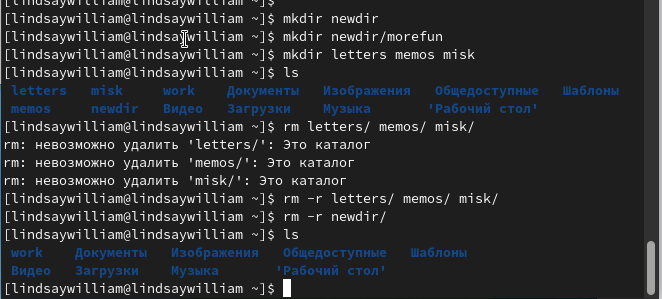 [lindsaywilliam@lindsaywilliam ~]$ mkdir newdir
[lindsaywilliam@lindsaywilliam ~]$ mkdir newdir/morefun
[lindsaywilliam@lindsaywilliam ~]$ mkdir letters memos misk
[lindsaywilliam@lindsaywilliam ~]$ ls
letters misk work Документы Изображения Общедоступные Шаблоны
memos newdir Видео Загрузки Музыка 'Рабочий стол'
[lindsaywilliam@lindsaywilliam ~]$ rm letters/ memos/ misk/
rm: невозможно удалить 'letters/': Это каталог
rm: невозможно удалить 'memos/': Это каталог
rm: невозможно удалить 'misk/': Это каталог
[lindsaywilliam@lindsaywilliam ~]$ rm -r letters/ memos/ misk/
[lindsaywilliam@lindsaywilliam ~]$ rm -r newdir/
[lindsaywilliam@lindsaywilliam ~]$ ls
work Документы Изображения Общедоступные Шаблоны
Видео Загрузки Музыка 'Рабочий стол'
[lindsaywilliam@lindsaywilliam ~]$